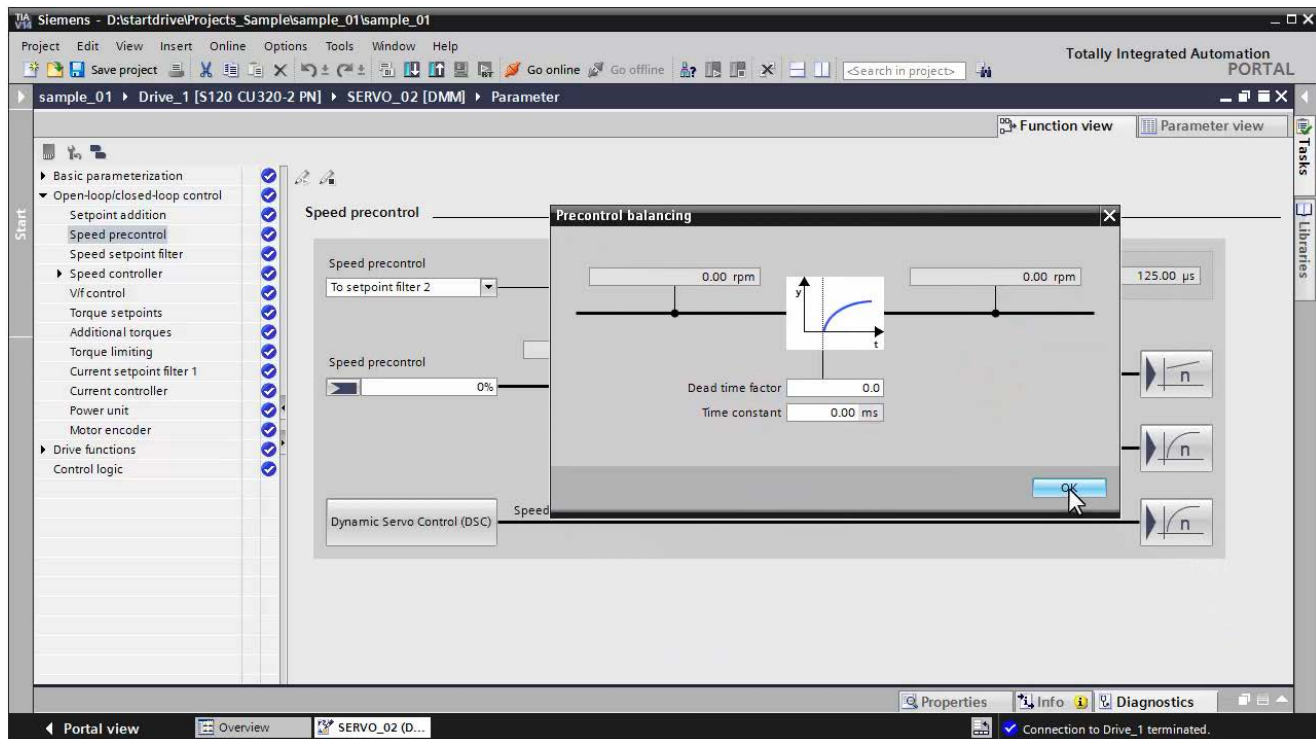 TIA V14 Siemens - D:\startdrive\Projects_Sample\sample_01\sample_01
Project Edit View Insert Online Options Tools Window Help
Totally Integrated Automation
PORTAL
Save project Go online Go offline <Search in project>
sample_01 Drive_1 [S120 CU320-2 PN] SERVO_02 [DMM] Parameter
Function view Parameter view
Tasks
Libraries
Start
Basic parameterization
Open-loop/closed-loop control
Setpoint addition
Speed precontrol
Speed setpoint filter
Speed controller
V/f control
Torque setpoints
Additional torques
Torque limiting
Current setpoint filter 1
Current controller
Power unit
Motor encoder
Drive functions
Control logic
Speed precontrol
Speed precontrol
To setpoint filter 2
Speed precontrol
0%
Dynamic Servo Control (DSC)
Speed
125.00 µs
n
n
n
Precontrol balancing
0.00 rpm
0.00 rpm
y
t
Dead time factor 0.0
Time constant 0.00 ms
OK
Properties Info Diagnostics
Portal view Overview SERVO_02 (D... Connection to Drive_1 terminated.